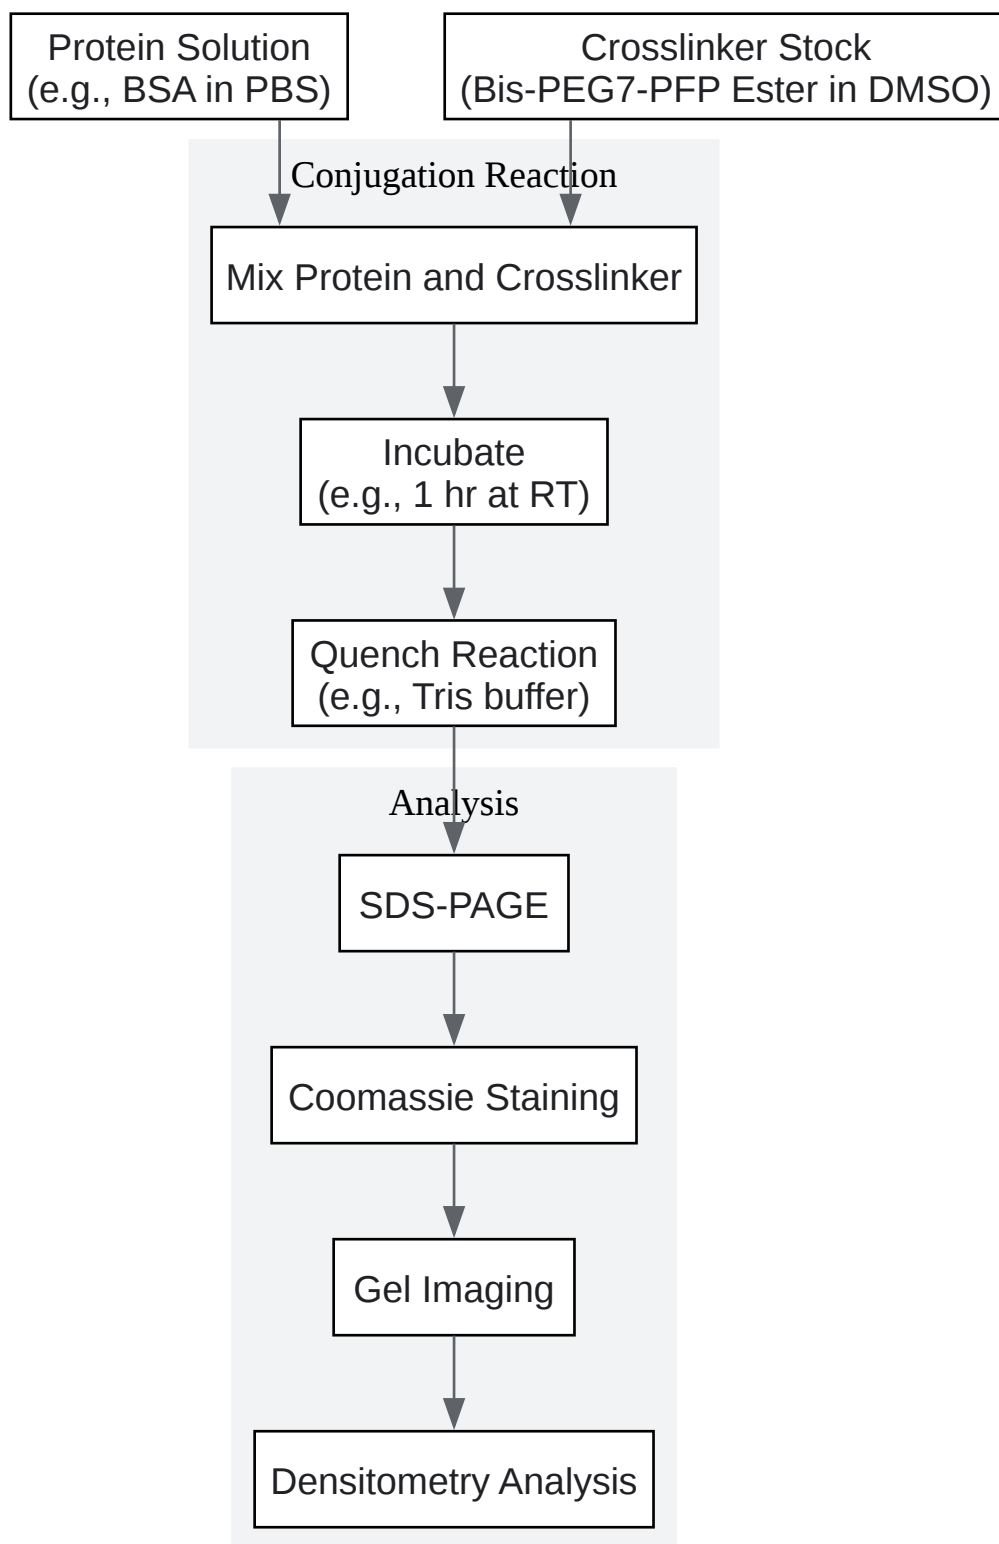 Protein Solution
(e.g., BSA in PBS)
Crosslinker Stock
(Bis-PEG7-PFP Ester in DMSO)
Conjugation Reaction
Mix Protein and Crosslinker
Incubate
(e.g., 1 hr at RT)
Quench Reaction
(e.g., Tris buffer)
Analysis
SDS-PAGE
Coomassie Staining
Gel Imaging
Densitometry Analysis